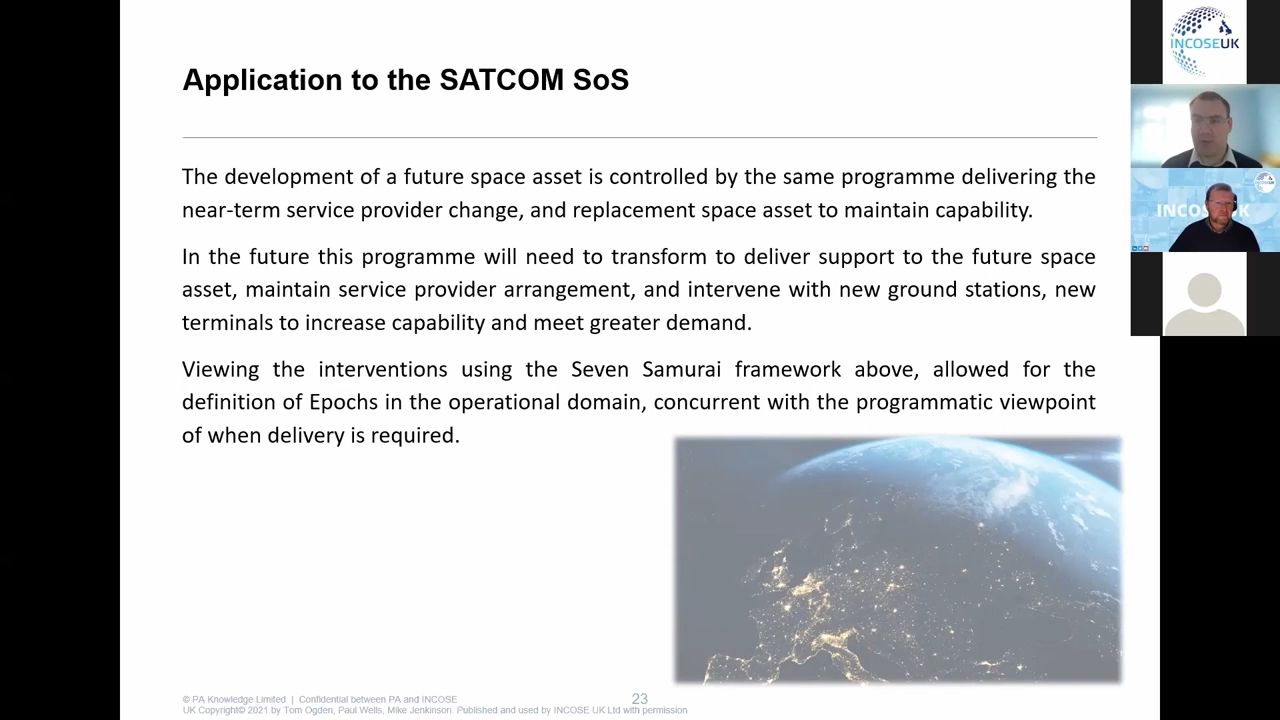 Application to the SATCOM SoS
The development of a future space asset is controlled by the same programme delivering the
near-term service provider change, and replacement space asset to maintain capability.
In the future this programme will need to transform to deliver support to the future space
asset, maintain service provider arrangement, and intervene with new ground stations, new
terminals to increase capability and meet greater demand.
Viewing the interventions using the Seven Samurai framework above, allowed for the
definition of Epochs in the operational domain, concurrent with the programmatic viewpoint
of when delivery is required.
© PA Knowledge Limited | Confidential between PA and INCOSE
UK Copyright© 2021 by Tom Ogden, Paul Wells, Mike Jenkinson. Published and used by INCOSE UK Ltd with permission
23
INCOSEUK